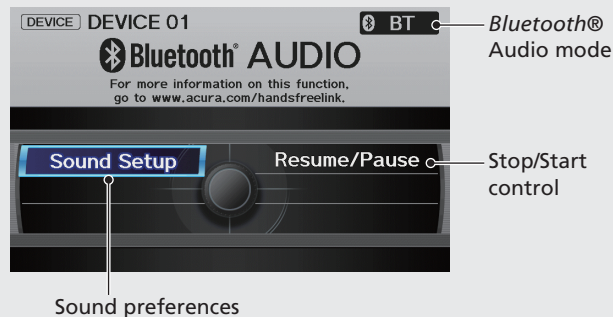 DEVICE DEVICE 01
BT
Bluetooth® AUDIO
For more information on this function,
go to www.acura.com/handsfreelink.
Sound Setup
Resume/Pause
Bluetooth®
Audio mode
Stop/Start
control
Sound preferences